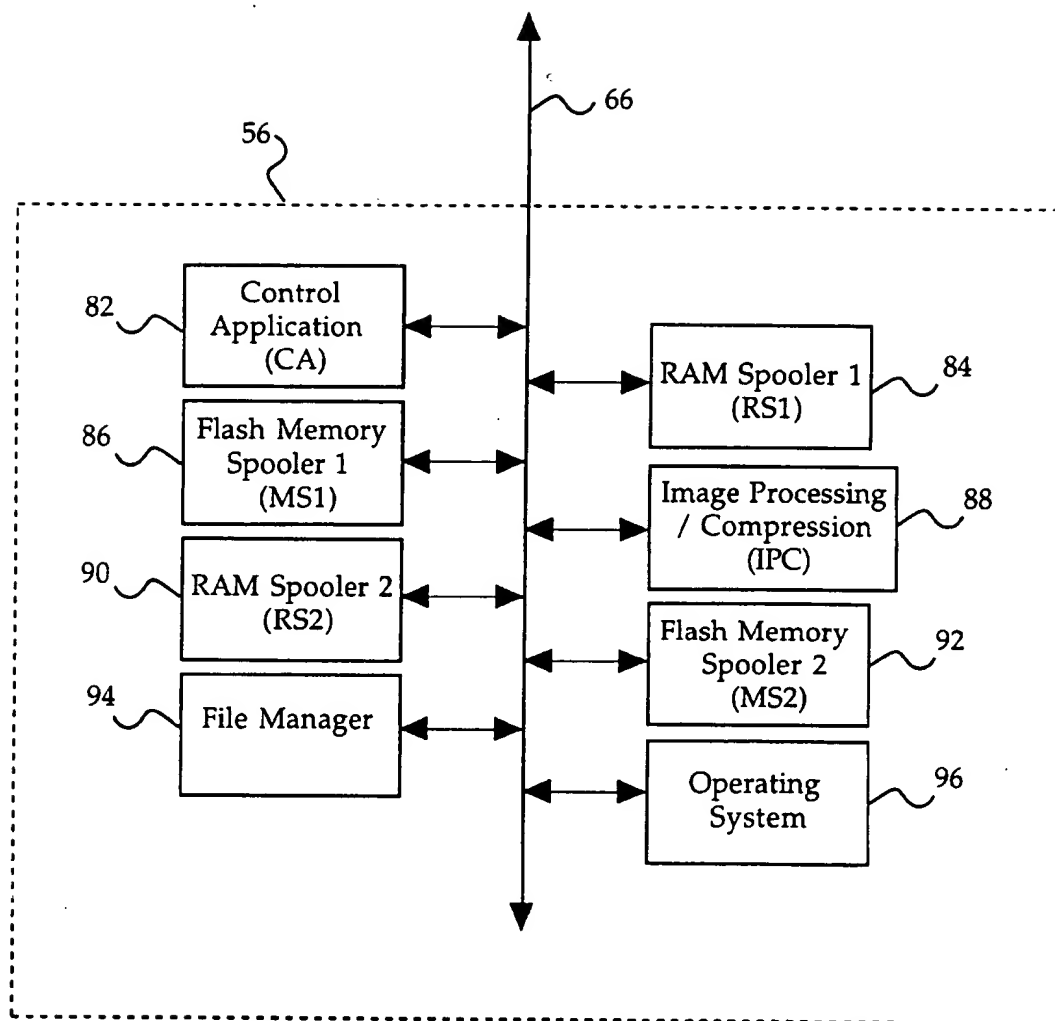 66
56
82
Control
Application
(CA)
RAM Spooler 1
(RS1)
84
86
Flash Memory
Spooler 1
(MS1)
Image Processing
/ Compression
(IPC)
88
90
RAM Spooler 2
(RS2)
Flash Memory
Spooler 2
(MS2)
92
94
File Manager
Operating
System
96